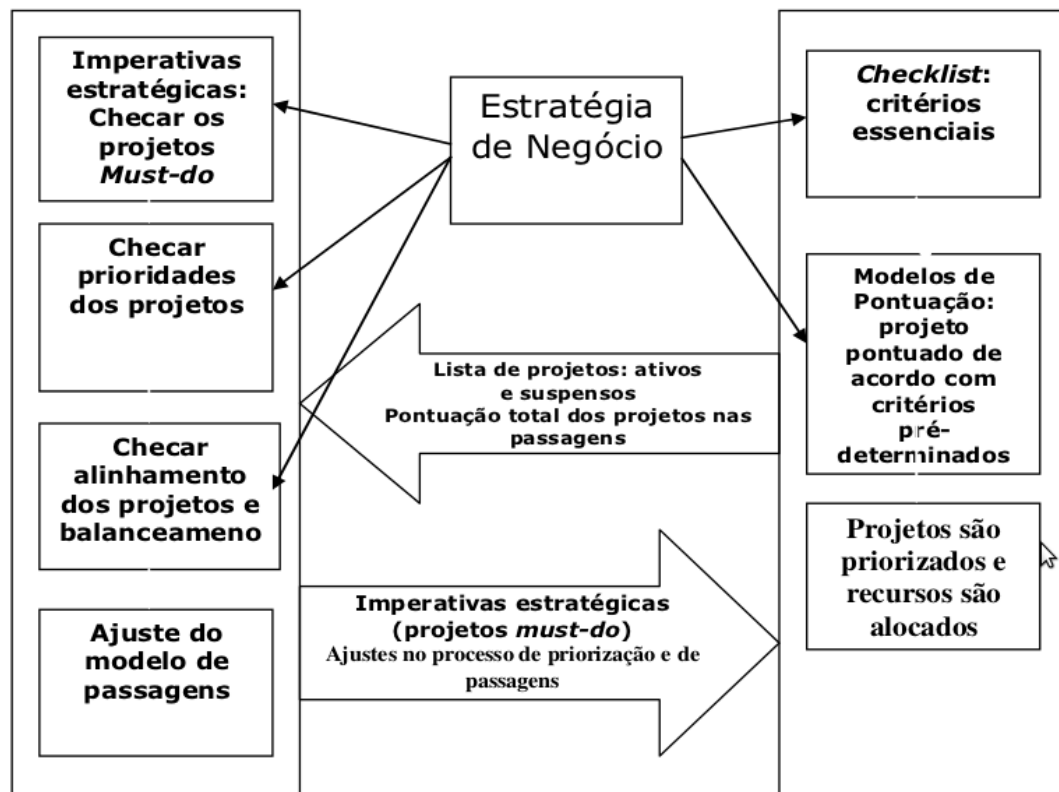 Imperativas
estratégicas:
Checar os
projetos
Must-do
Checar
prioridades
dos projetos
Checar
alinhamento
dos projetos e
balanceameno
Ajuste do
modelo de
passagens
Estratégia
de Negócio
Lista de projetos: ativos
e suspensos
Pontuação total dos projetos nas
passagens
Imperativas estratégicas
(projetos must-do)
Ajustes no processo de priorização e de
passagens
Checklist:
critérios
essenciais
Modelos de
Pontuação:
projeto
pontuado de
acordo com
critérios
pré-
determinados
Projetos são
priorizados e
recursos são
alocados